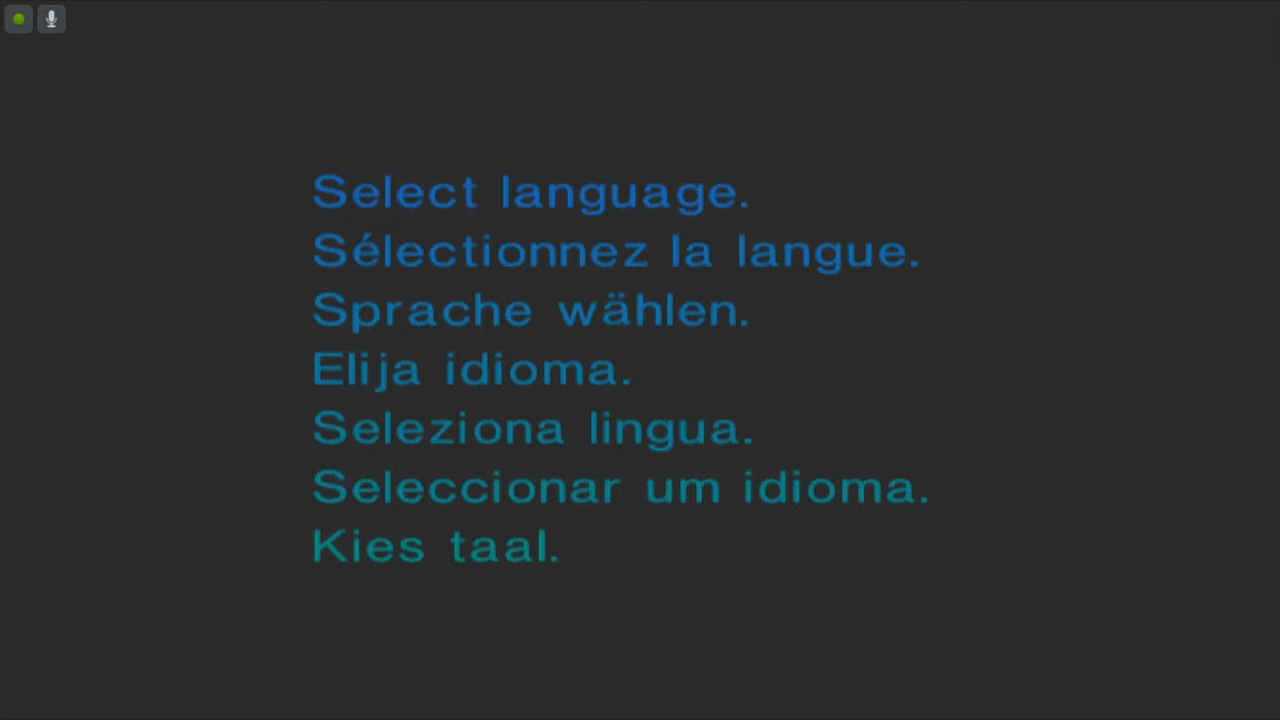 Select language.
Sélectionnez la langue.
Sprache wählen.
Elija idioma.
Seleziona lingua.
Seleccionar um idioma.
Kies taal.